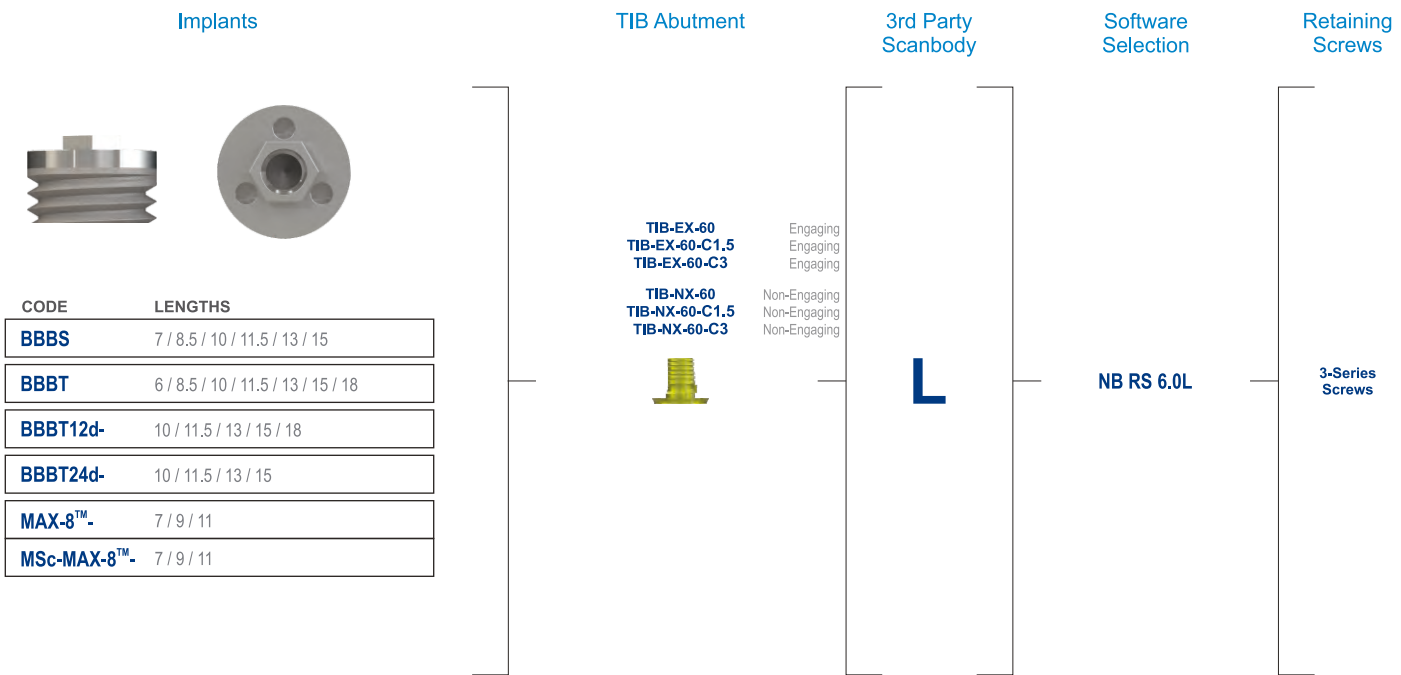 Implants
TIB Abutment
3rd Party
Scanbody
Software
Selection
Retaining
Screws
TIB-EX-60 Engaging
TIB-EX-60-C1.5 Engaging
TIB-EX-60-C3 Engaging
TIB-NX-60 Non-Engaging
TIB-NX-60-C1.5 Non-Engaging
TIB-NX-60-C3 Non-Engaging
CODE LENGTHS
BBBS 7 / 8.5 / 10 / 11.5 / 13 / 15
BBBT 6 / 8.5 / 10 / 11.5 / 13 / 15 / 18
BBBT12d- 10 / 11.5 / 13 / 15 / 18
BBBT24d- 10 / 11.5 / 13 / 15
MAX-8™- 7 / 9 / 11
MSc-MAX-8™- 7 / 9 / 11
L
NB RS 6.0L
3-Series
Screws